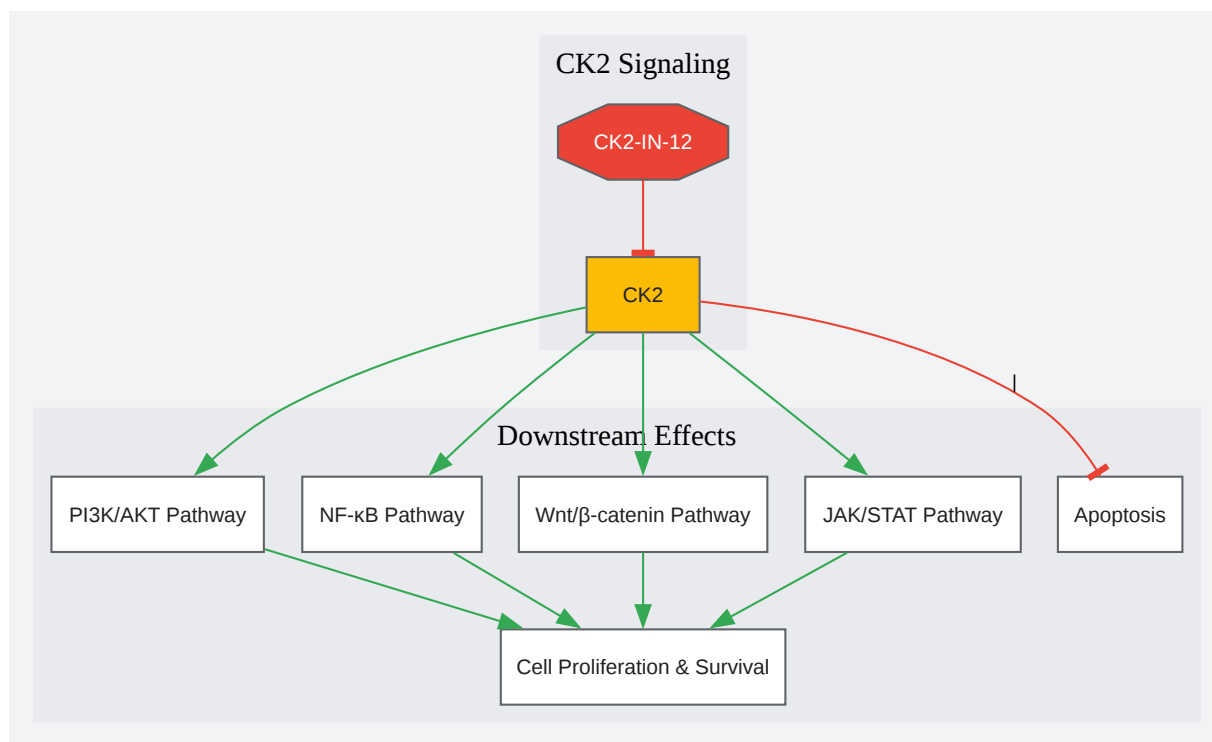 CK2 Signaling
CK2-IN-12
CK2
|
Downstream Effects
PI3K/AKT Pathway
NF-κB Pathway
Wnt/β-catenin Pathway
JAK/STAT Pathway
Apoptosis
Cell Proliferation & Survival